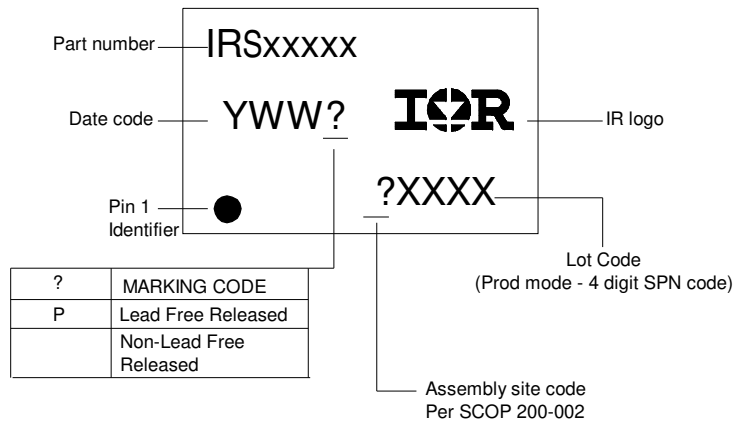 Part number
IRSxxxxx
Date code
YWW?
IOR
IR logo
?XXXX
Pin 1
Identifier
Lot Code
(Prod mode - 4 digit SPN code)
? MARKING CODE
P Lead Free Released
Non-Lead Free
Released
Assembly site code
Per SCOP 200-002